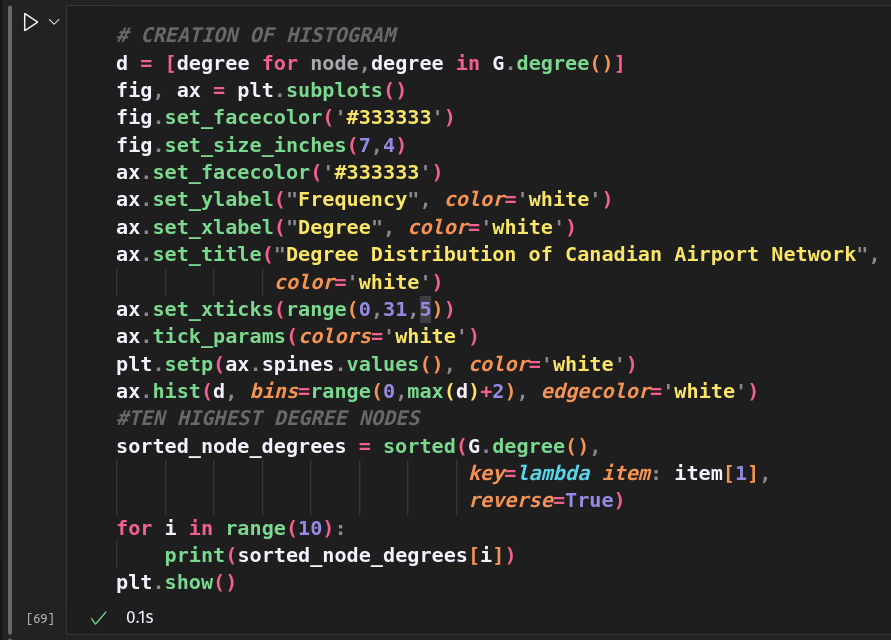 # CREATION OF HISTOGRAM
d = [degree for node,degree in G.degree()]
fig, ax = plt.subplots()
fig.set_facecolor('#333333')
fig.set_size_inches(7,4)
ax.set_facecolor('#333333')
ax.set_ylabel("Frequency", color='white')
ax.set_xlabel("Degree", color='white')
ax.set_title("Degree Distribution of Canadian Airport Network",
             color='white')
ax.set_xticks(range(0,31,5))
ax.tick_params(colors='white')
plt.setp(ax.spines.values(), color='white')
ax.hist(d, bins=range(0,max(d)+2), edgecolor='white')
#TEN HIGHEST DEGREE NODES
sorted_node_degrees = sorted(G.degree(),
                             key=lambda item: item[1],
                             reverse=True)
for i in range(10):
    print(sorted_node_degrees[i])
plt.show()
[69] 0.1s